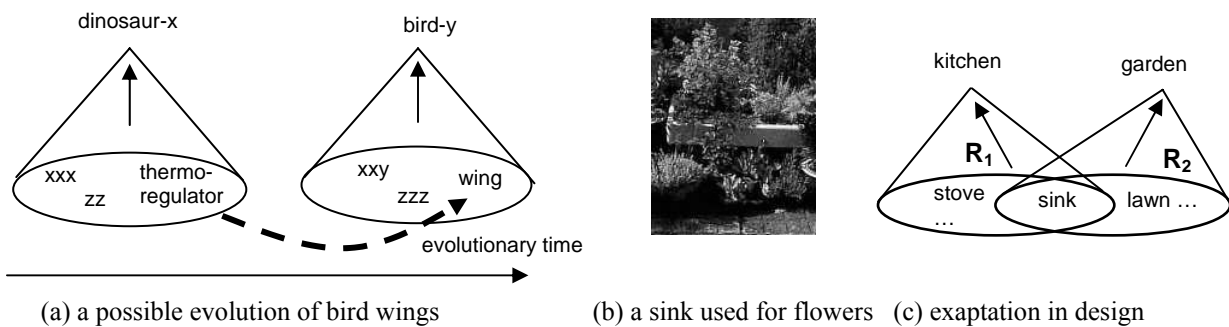 dinosaur-x
bird-y
xxx
zz
thermo-
regulator
xxy
zzz
wing
evolutionary time
(a) a possible evolution of bird wings
(b) a sink used for flowers
kitchen
garden
R1
R2
stove
...
sink
lawn ...
(c) exaptation in design